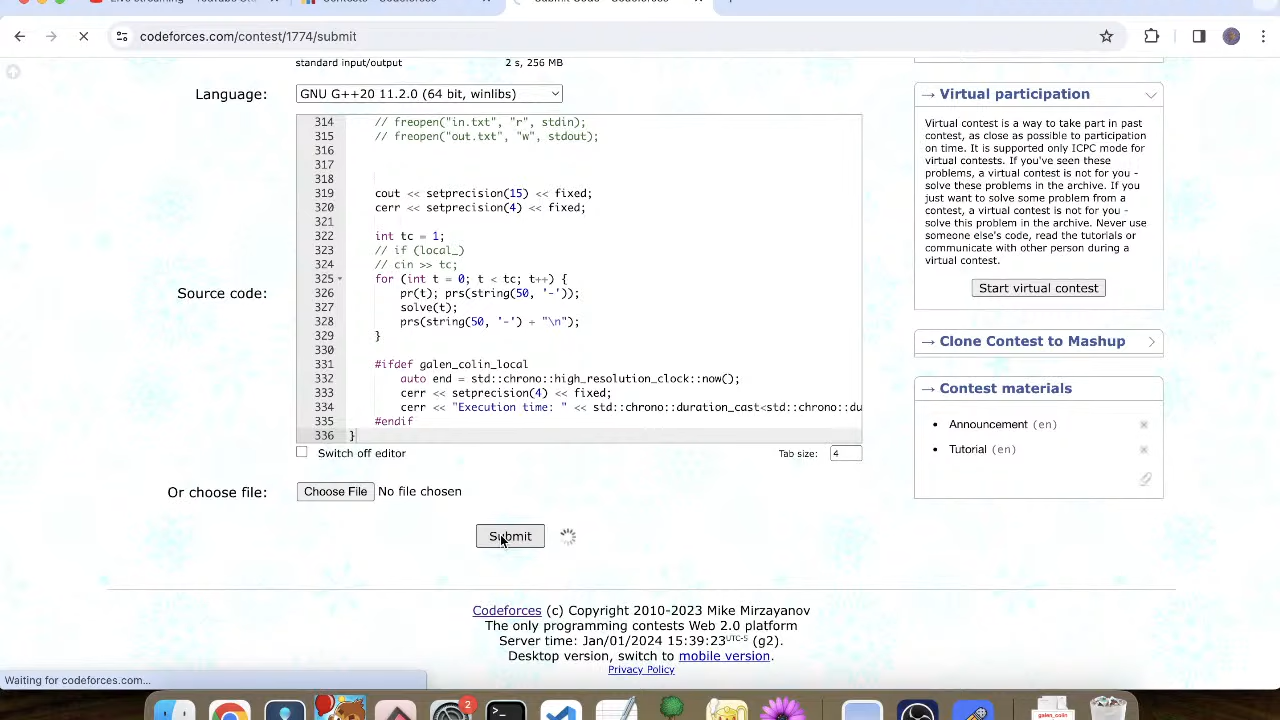 codeforces.com/contest/1774/submit
standard input/output 2 s, 256 MB
Language: GNU G++20 11.2.0 (64 bit, winlibs)
Source code:
314 // freopen("in.txt", "r", stdin);
315 // freopen("out.txt", "w", stdout);
316
317
318
319 cout << setprecision(15) << fixed;
320 cerr << setprecision(4) << fixed;
321
322 int tc = 1;
323 // if (local_)
324 // cin >> tc;
325 for (int t = 0; t < tc; t++) {
326 pr(t); prs(string(50, '-'));
327 solve(t);
328 prs(string(50, '-') + "\n");
329 }
330
331 #ifdef galen_colin_local
332 auto end = std::chrono::high_resolution_clock::now();
333 cerr << setprecision(4) << fixed;
334 cerr << "Execution time: " << std::chrono::duration_cast<std::chrono::du
335 #endif
336 }
Switch off editor
Tab size: 4
Or choose file: Choose File No file chosen
Submit
→ Virtual participation
Virtual contest is a way to take part in past
contest, as close as possible to participation
on time. It is supported only ICPC mode for
virtual contests. If you've seen these
problems, a virtual contest is not for you -
solve these problems in the archive. If you
just want to solve some problem from a
contest, a virtual contest is not for you -
solve this problem in the archive. Never use
someone else's code, read the tutorials or
communicate with other person during a
virtual contest.
Start virtual contest
→ Clone Contest to Mashup
→ Contest materials
Announcement (en)
Tutorial (en)
Codeforces (c) Copyright 2010-2023 Mike Mirzayanov
The only programming contests Web 2.0 platform
Server time: Jan/01/2024 15:39:23 UTC-5 (g2).
Desktop version, switch to mobile version.
Privacy Policy
Waiting for codeforces.com...
2
galen_colin